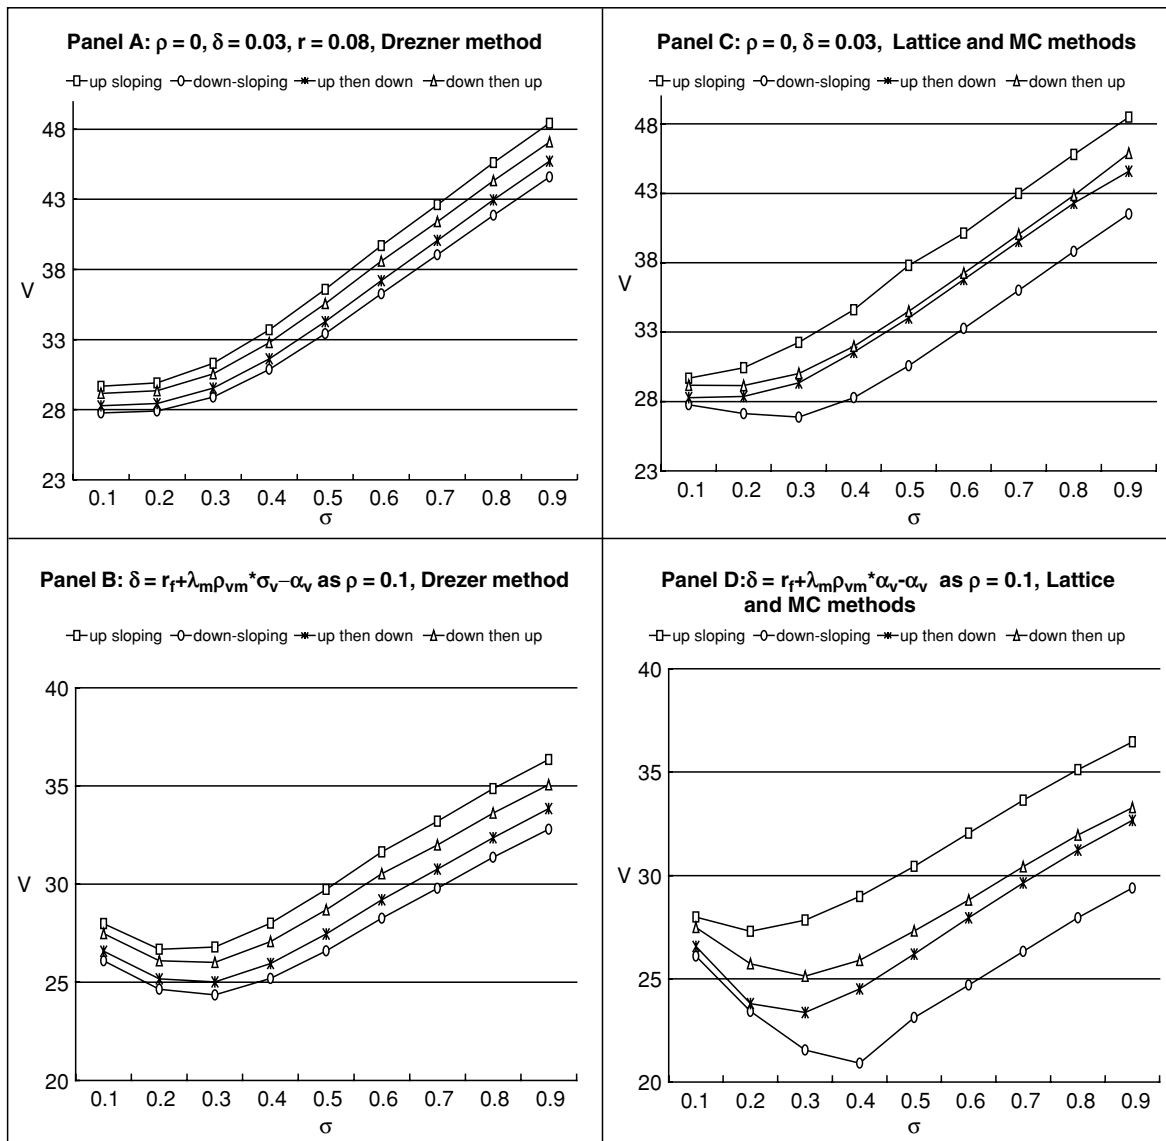 Panel A: ρ = 0, δ = 0.03, r = 0.08, Drezner method
up sloping down-sloping up then down down then up
48
43
38
V
33
28
23
0.1 0.2 0.3 0.4 0.5 0.6 0.7 0.8 0.9
σ
Panel C: ρ = 0, δ = 0.03, Lattice and MC methods
up sloping down-sloping up then down down then up
48
43
38
V
33
28
23
0.1 0.2 0.3 0.4 0.5 0.6 0.7 0.8 0.9
σ
Panel B: δ = r_f+λ_mρ_vm*σ_v−α_v as ρ = 0.1, Drezer method
up sloping down-sloping up then down down then up
40
35
V 30
25
20
0.1 0.2 0.3 0.4 0.5 0.6 0.7 0.8 0.9
σ
Panel D:δ = r_f+λ_mρ_vm*α_v-α_v as ρ = 0.1, Lattice
and MC methods
up sloping down-sloping up then down down then up
40
35
V 30
25
20
0.1 0.2 0.3 0.4 0.5 0.6 0.7 0.8 0.9
σ